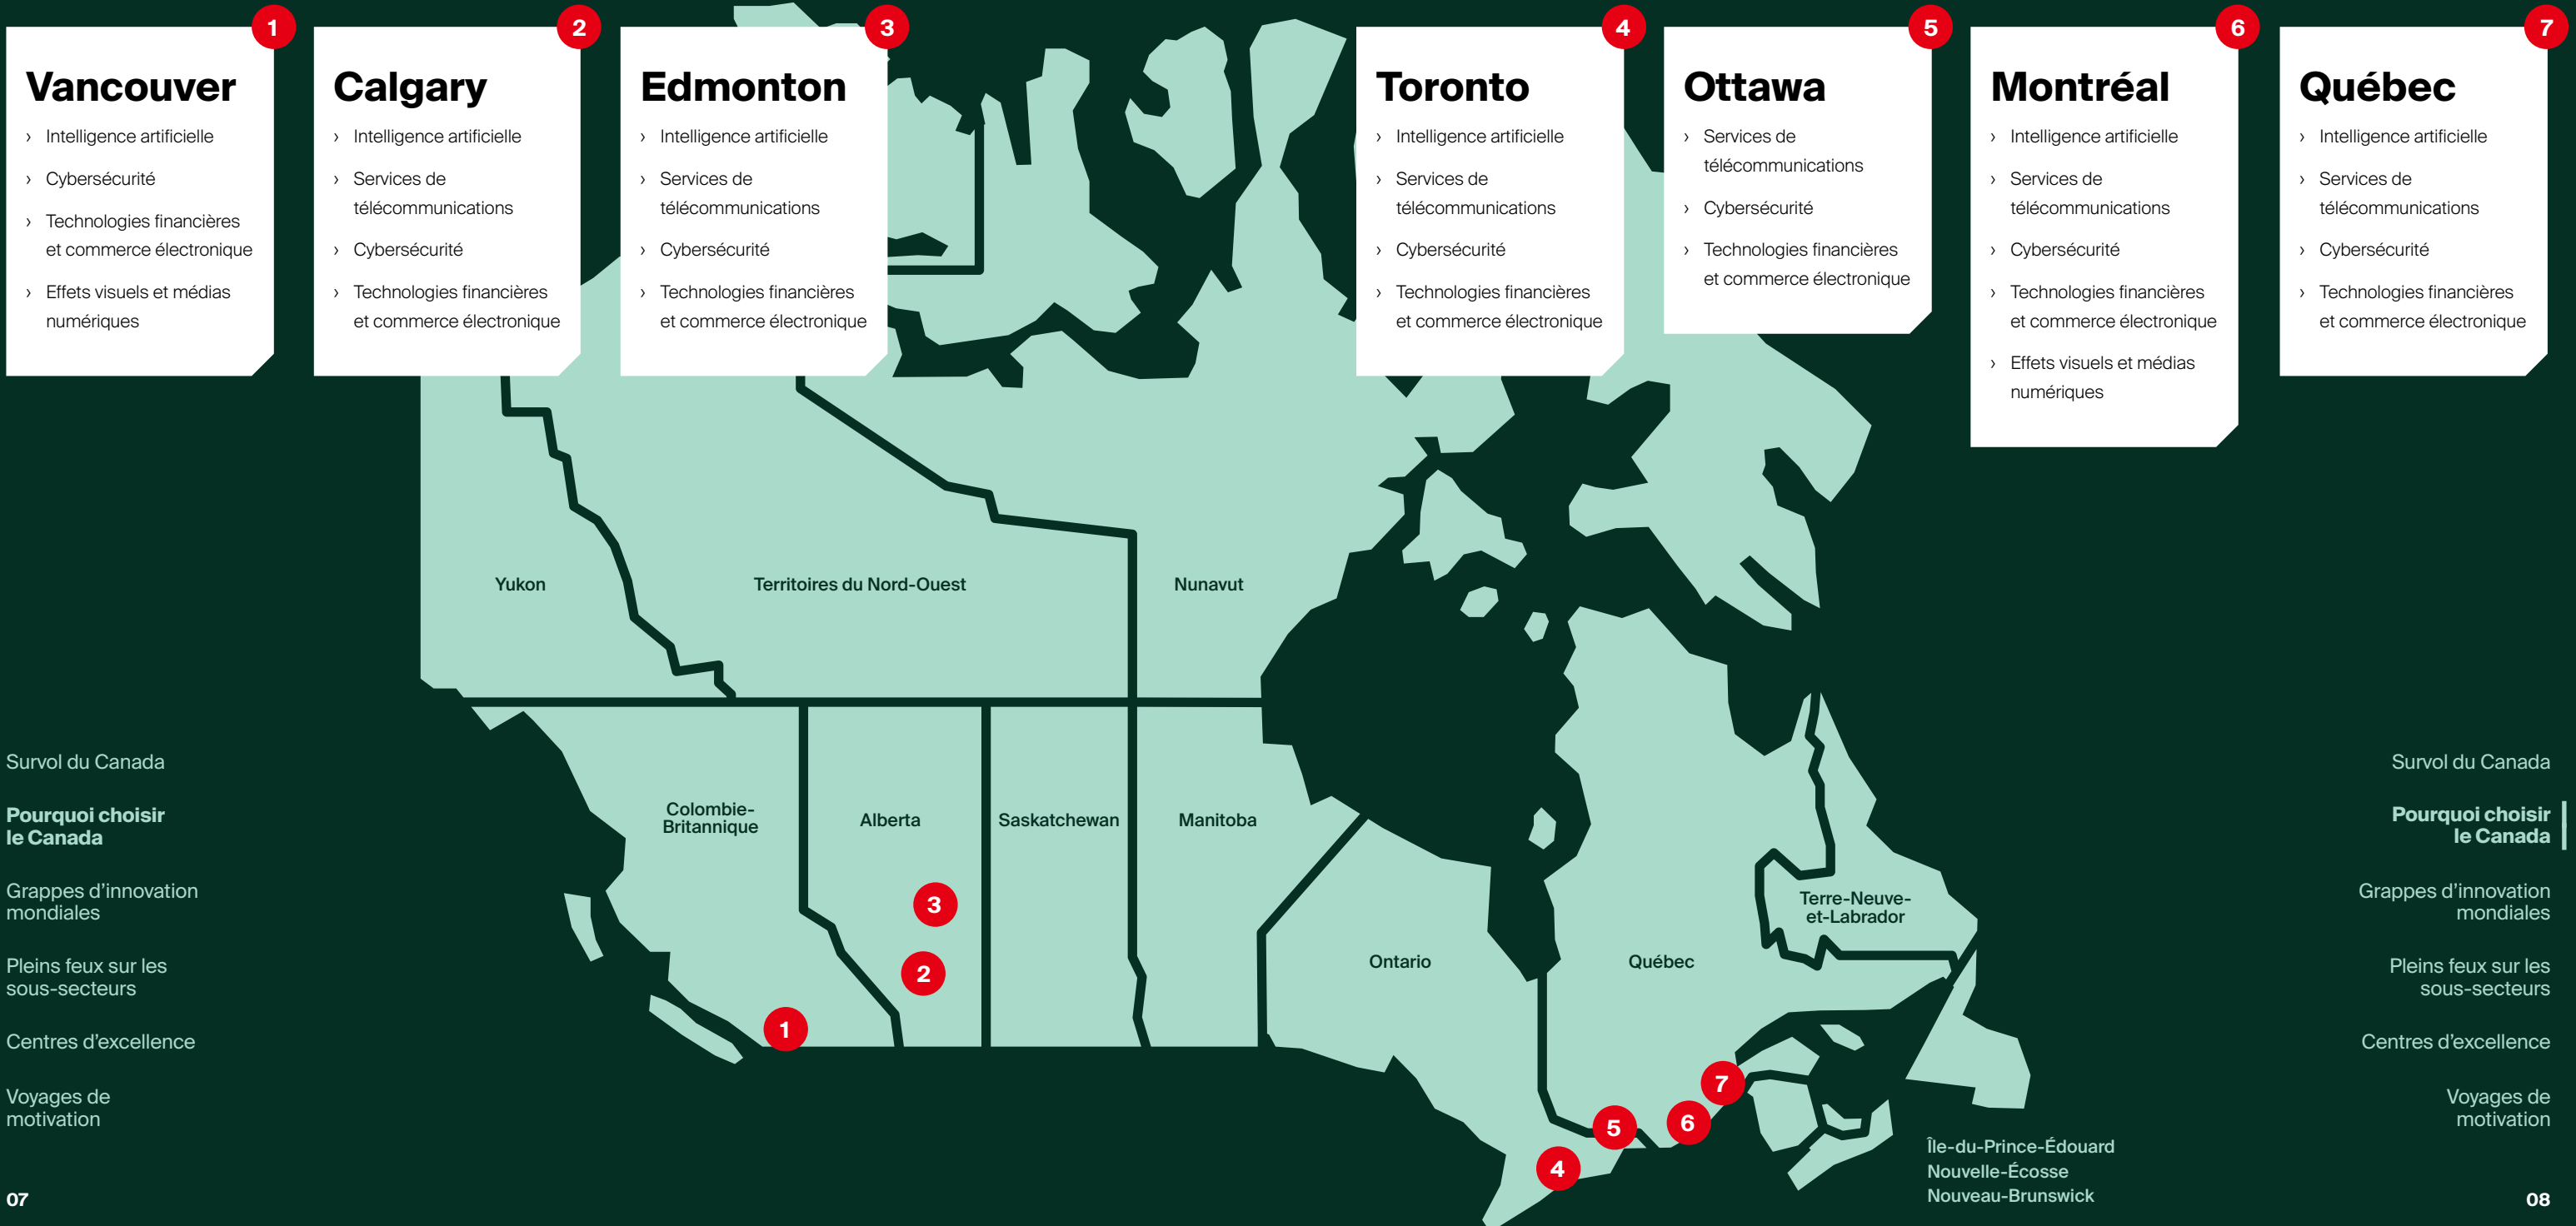 1
Vancouver
› Intelligence artificielle
› Cybersécurité
› Technologies financières
et commerce électronique
› Effets visuels et médias
numériques
2
Calgary
› Intelligence artificielle
› Services de
télécommunications
› Cybersécurité
› Technologies financières
et commerce électronique
3
Edmonton
› Intelligence artificielle
› Services de
télécommunications
› Cybersécurité
› Technologies financières
et commerce électronique
4
Toronto
› Intelligence artificielle
› Services de
télécommunications
› Cybersécurité
› Technologies financières
et commerce électronique
5
Ottawa
› Services de
télécommunications
› Cybersécurité
› Technologies financières
et commerce électronique
6
Montréal
› Intelligence artificielle
› Services de
télécommunications
› Cybersécurité
› Technologies financières
et commerce électronique
› Effets visuels et médias
numériques
7
Québec
› Intelligence artificielle
› Services de
télécommunications
› Cybersécurité
› Technologies financières
et commerce électronique
Yukon
Territoires du Nord-Ouest
Nunavut
Colombie-
Britannique
Alberta
Saskatchewan
Manitoba
Ontario
Québec
Terre-Neuve-
et-Labrador
3
2
1
7
6
5
4
Île-du-Prince-Édouard
Nouvelle-Écosse
Nouveau-Brunswick
Survol du Canada
Pourquoi choisir
le Canada
Grappes d’innovation
mondiales
Pleins feux sur les
sous-secteurs
Centres d’excellence
Voyages de
motivation
07
Survol du Canada
Pourquoi choisir
le Canada
Grappes d’innovation
mondiales
Pleins feux sur les
sous-secteurs
Centres d’excellence
Voyages de
motivation
08